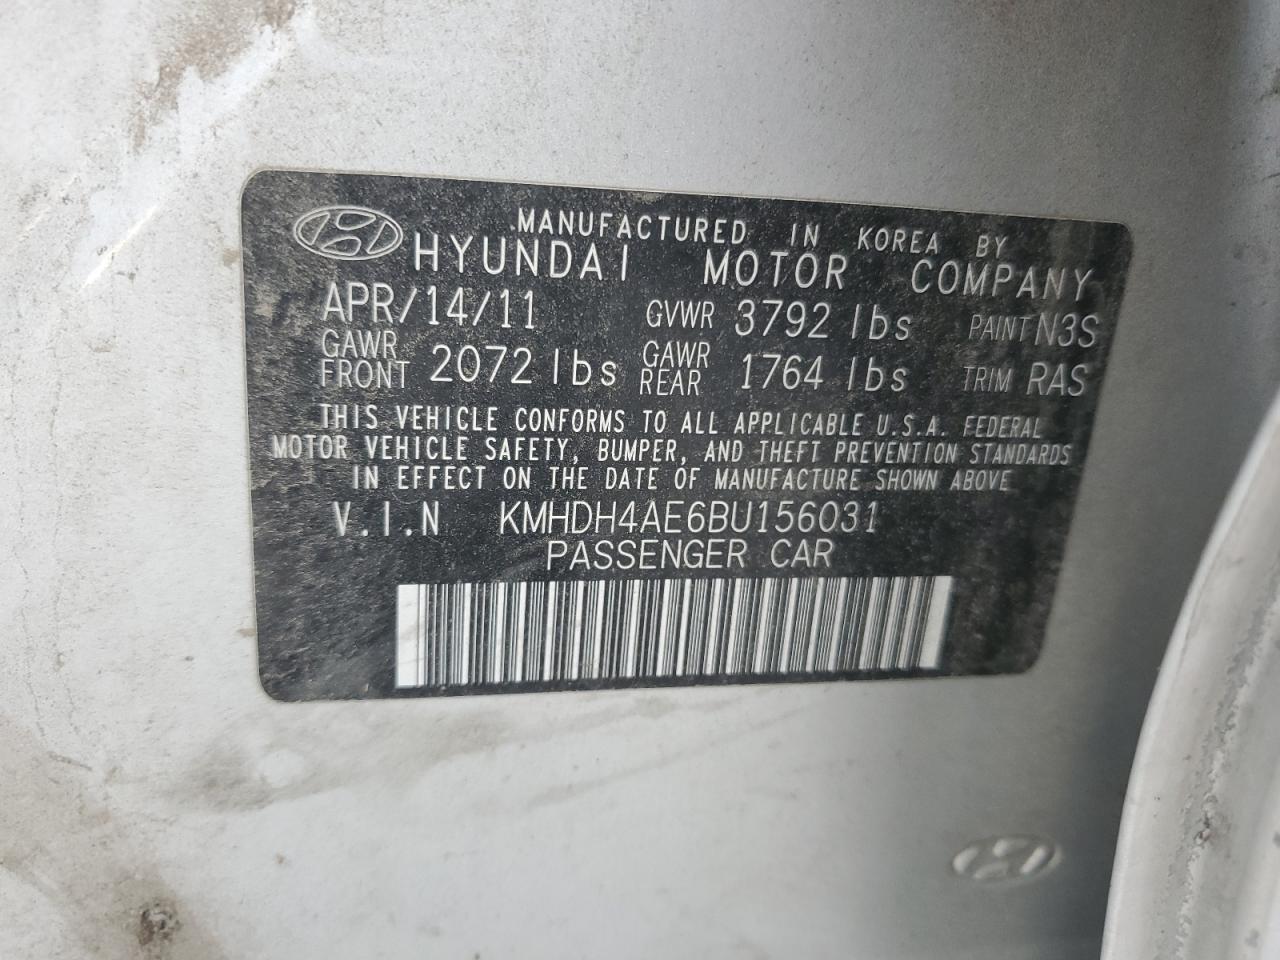 MANUFACTURED IN KOREA BY
HYUNDAI MOTOR COMPANY
APR/14/11 GVWR 3792 lbs PAINT N3S
GAWR FRONT 2072 lbs GAWR REAR 1764 lbs TRIM RAS
THIS VEHICLE CONFORMS TO ALL APPLICABLE U.S.A. FEDERAL
MOTOR VEHICLE SAFETY, BUMPER, AND THEFT PREVENTION STANDARDS
IN EFFECT ON THE DATE OF MANUFACTURE SHOWN ABOVE
V.I.N KMHDH4AE6BU156031
PASSENGER CAR